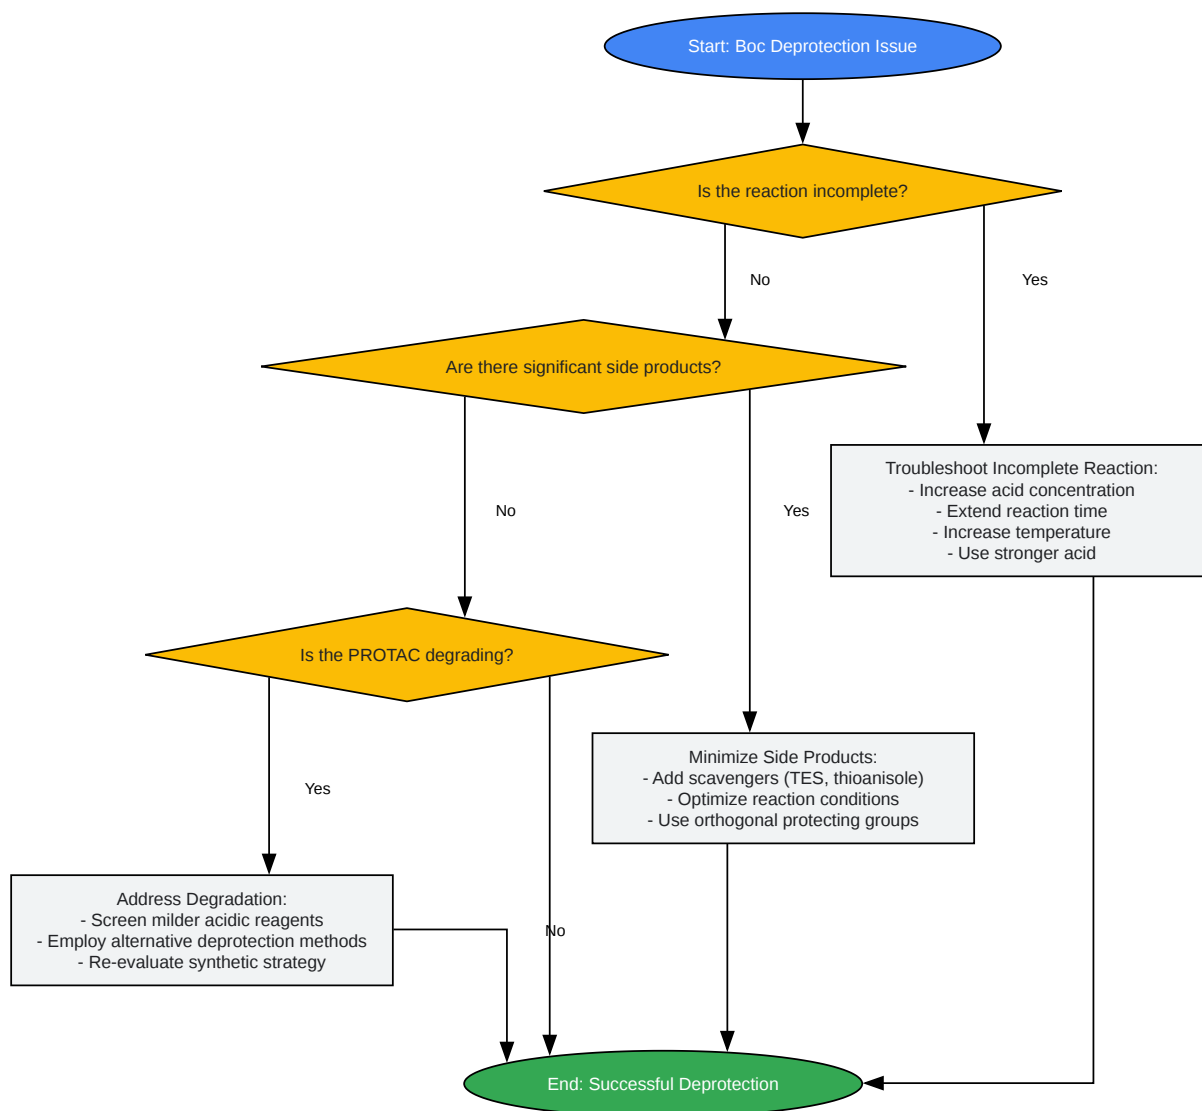 Start: Boc Deprotection Issue
Is the reaction incomplete?
No
Yes
Are there significant side products?
Troubleshoot Incomplete Reaction:
- Increase acid concentration
- Extend reaction time
- Increase temperature
- Use stronger acid
No
Yes
Is the PROTAC degrading?
Minimize Side Products:
- Add scavengers (TES, thioanisole)
- Optimize reaction conditions
- Use orthogonal protecting groups
Yes
Address Degradation:
- Screen milder acidic reagents
- Employ alternative deprotection methods
- Re-evaluate synthetic strategy
No
End: Successful Deprotection